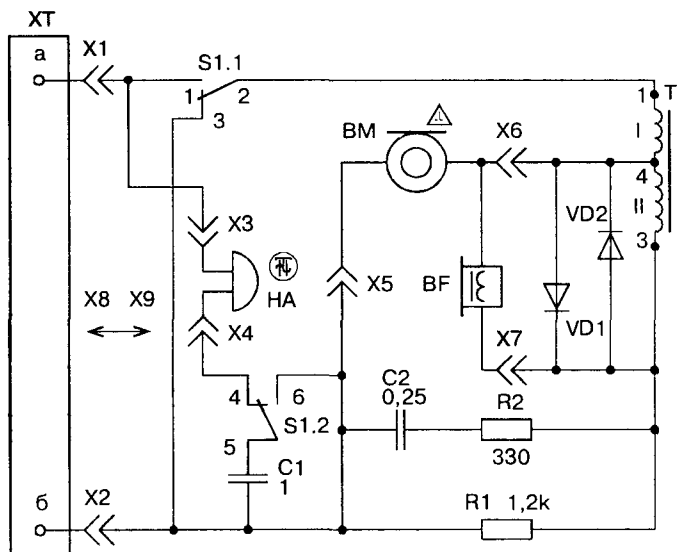 ХТ
а
X1
S1.1
1
2
3
T
1
I
4
II
3
BM
X6
VD2
X3
HA
X5
BF
VD1
X8 X9
X4
X7
4
6
S1.2
5
C1
1
C2
0,25
R2
330
б
X2
R1 1,2k